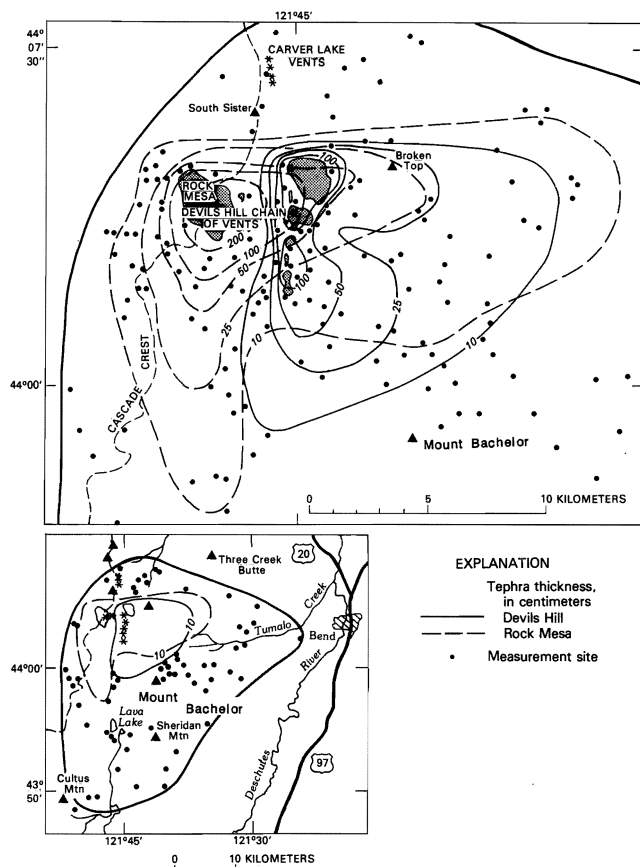 121°45'
44°
07'
30"
CARVER LAKE
VENTS
South Sister
100
Broken
Top
ROCK
MESA
DEVILS HILL CHAIN
OF VENTS
200
100
50
100
50
25
25
10
10
CREST
CASCADE
44°00'
Mount Bachelor
0 5 10 KILOMETERS
Three Creek
Butte
20
Creek
Tumalo
Bend
River
10
10
44°00'
Mount
Bachelor
Lava
Lake
Sheridan
Mtn
Deschutes
97
Cultus
Mtn
43°
50'
121°45' 121°30'
0 10 KILOMETERS
EXPLANATION
Tephra thickness,
in centimeters
Devils Hill
Rock Mesa
Measurement site